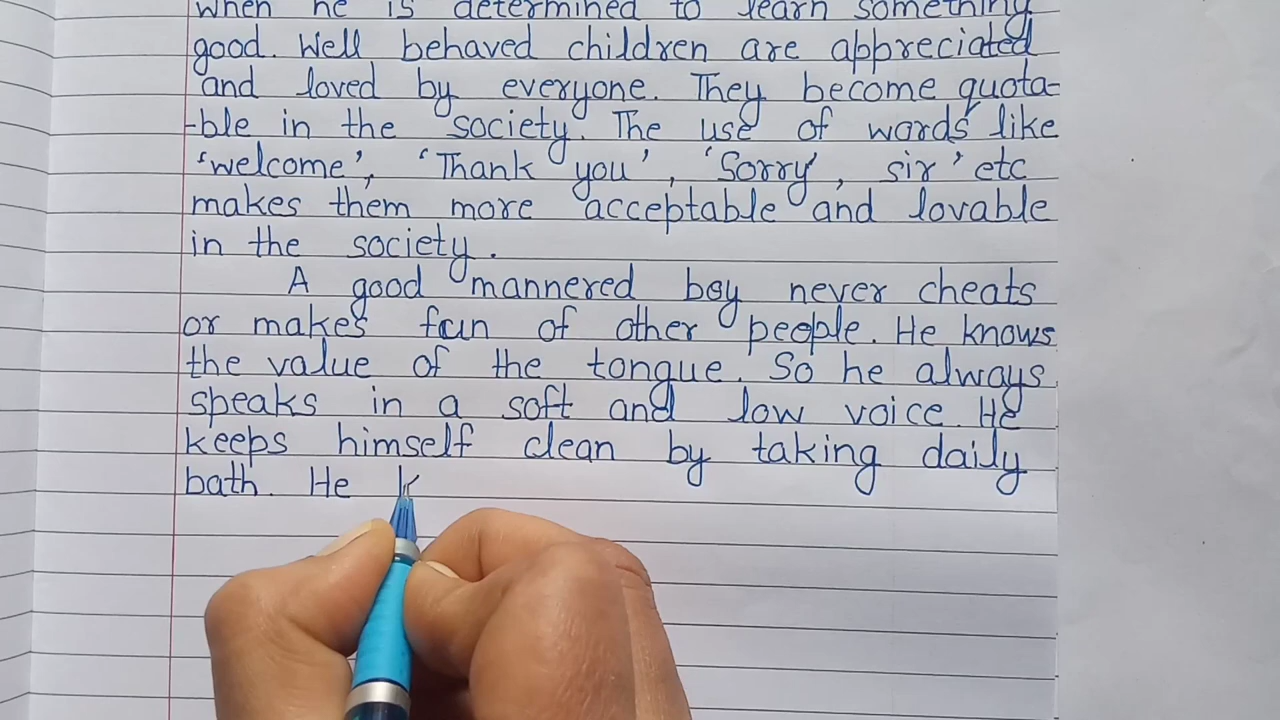 when he is determined to learn something
good. Well behaved children are appreciated
and loved by everyone. They become quota-
-ble in the society. The use of words like
'welcome', 'Thank you', 'Sorry', sir' etc
makes them more acceptable and lovable
in the society.
A good mannered boy never cheats
or makes fun of other people. He knows
the value of the tongue. So he always
speaks in a soft and low voice. He
keeps himself clean by taking daily
bath. He k